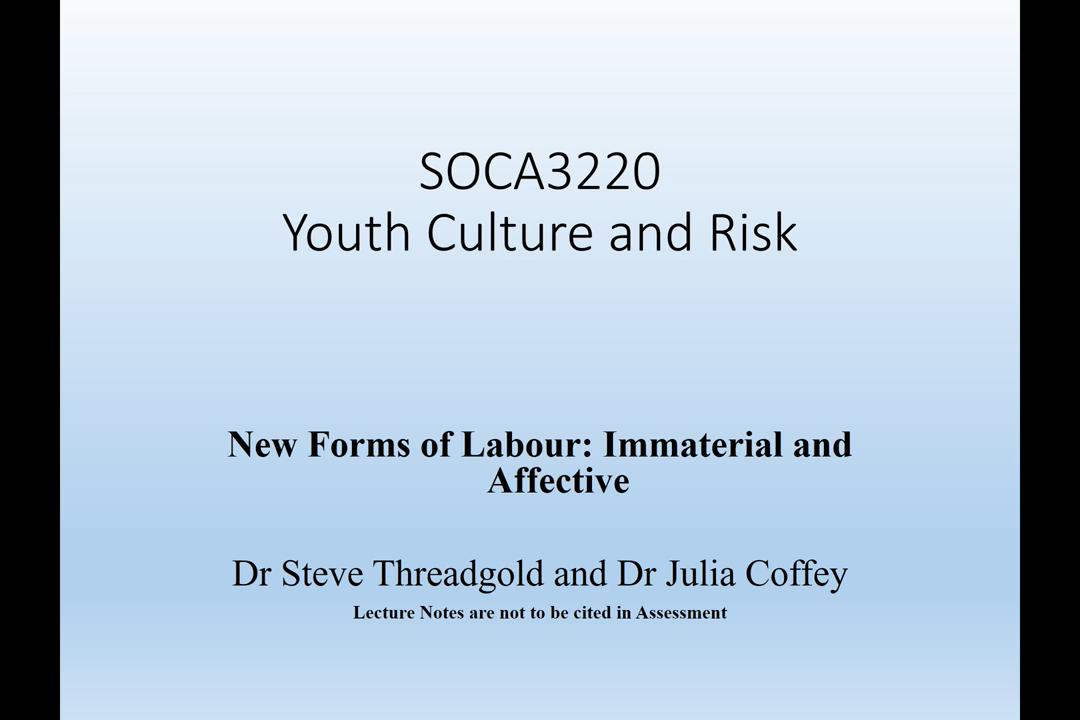 SOCA3220
Youth Culture and Risk
New Forms of Labour: Immaterial and
Affective
Dr Steve Threadgold and Dr Julia Coffey
Lecture Notes are not to be cited in Assessment